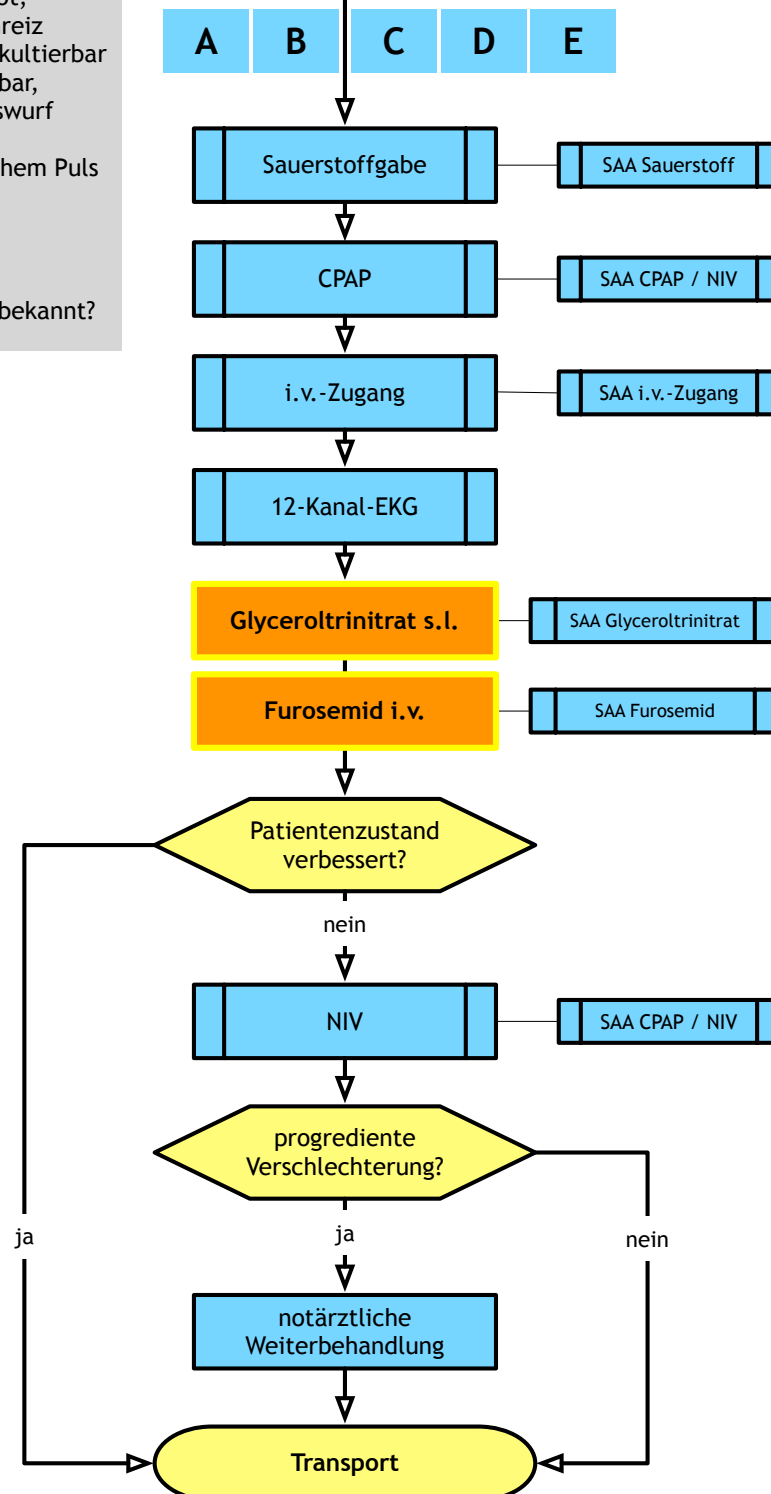 hreiz
kultierbar
bar,
swurf
chem Puls
bekannt?
A B C D E
Sauerstoffgabe
SAA Sauerstoff
CPAP
SAA CPAP / NIV
i.v.-Zugang
SAA i.v.-Zugang
12-Kanal-EKG
Glyceroltrinitrat s.l.
SAA Glyceroltrinitrat
Furosemid i.v.
SAA Furosemid
Patientenzustand
verbessert?
nein
NIV
SAA CPAP / NIV
progrediente
Verschlechterung?
ja
ja
nein
notärztliche
Weiterbehandlung
Transport